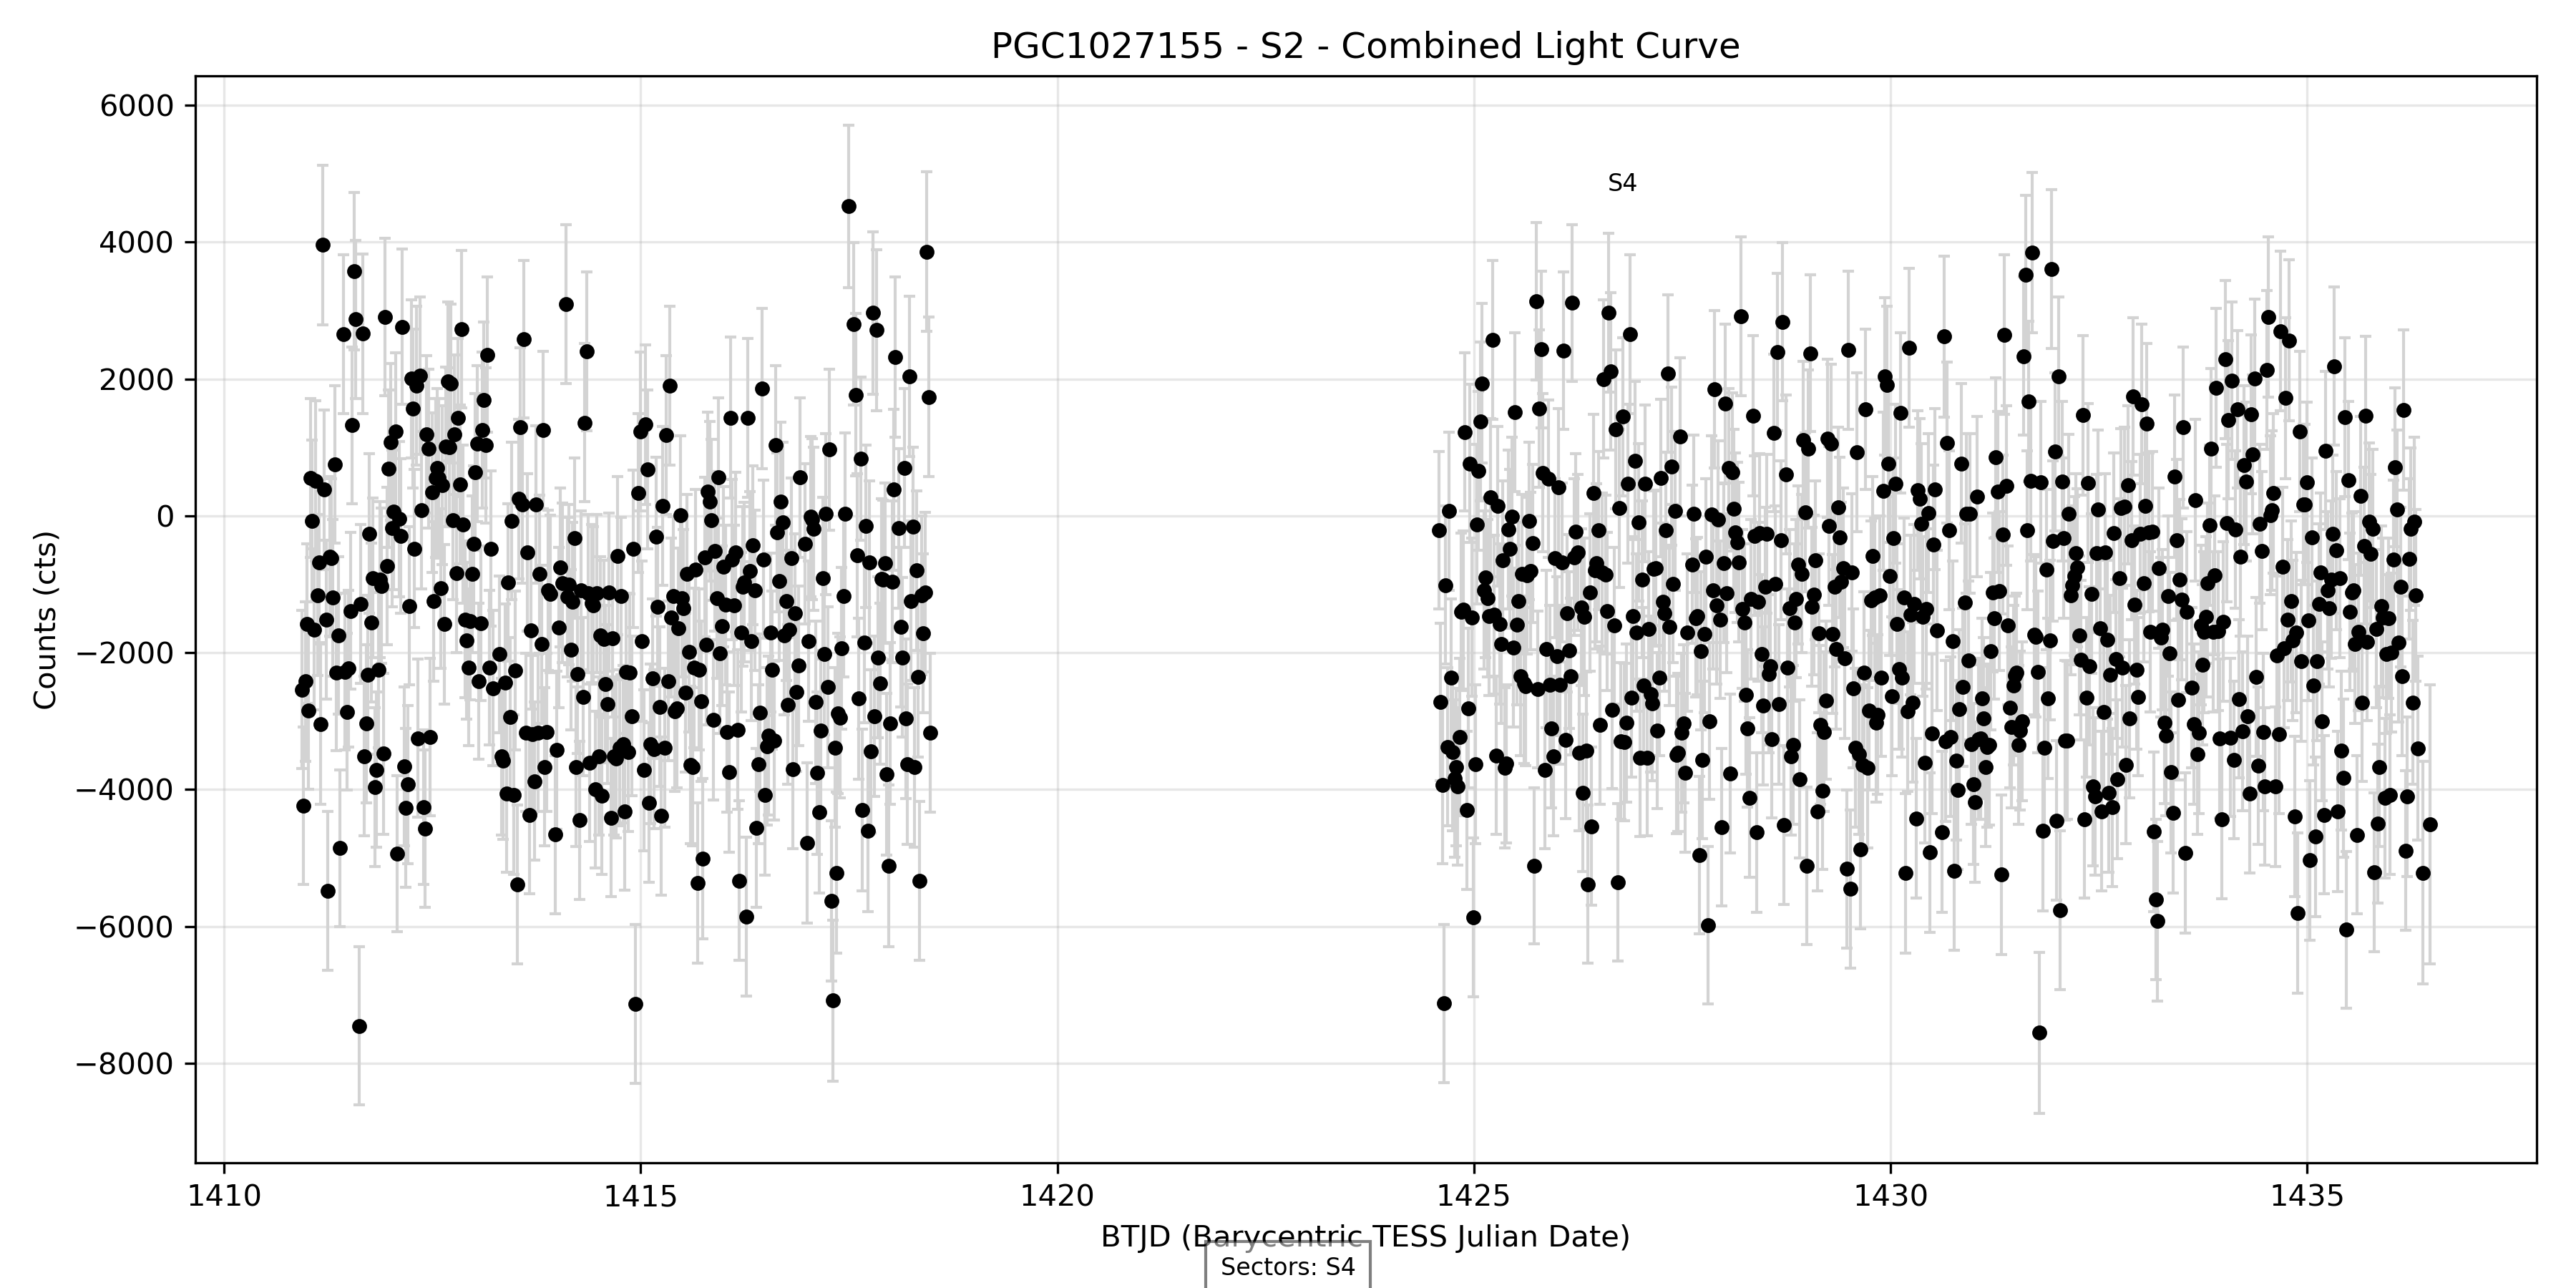 PGC1027155 - S2 - Combined Light Curve
6000
4000
2000
0
−2000
−4000
−6000
−8000
Counts (cts)
S4
1410 1415 1420 1425 1430 1435
BTJD (Barycentric TESS Julian Date)
Sectors: S4